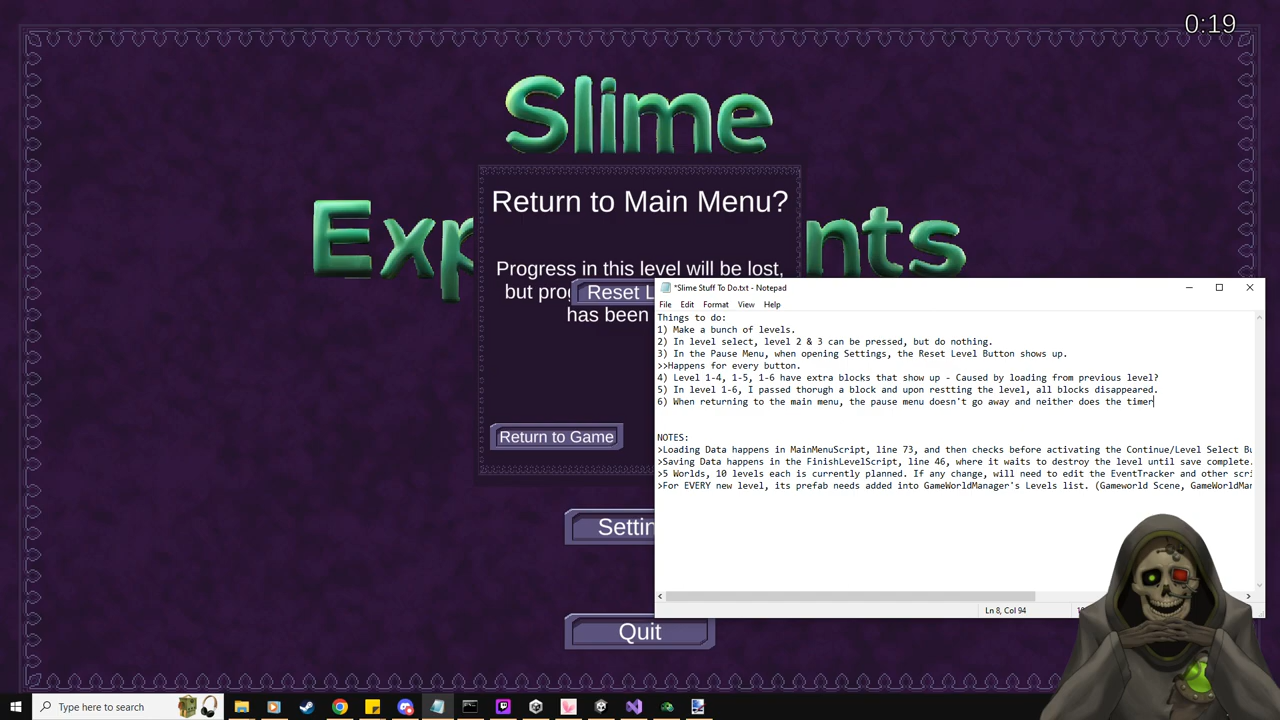 0:19
Slime
Return to Main Menu?
Exp
nts
Progress in this level will be lost,
but pro
Reset L
has been
*Slime Stuff To Do.txt - Notepad
File Edit Format View Help
Things to do:
1) Make a bunch of levels.
2) In level select, level 2 & 3 can be pressed, but do nothing.
3) In the Pause Menu, when opening Settings, the Reset Level Button shows up.
>>Happens for every button.
4) Level 1-4, 1-5, 1-6 have extra blocks that show up - Caused by loading from previous level?
5) In level 1-6, I passed thorugh a block and upon restting the level, all blocks disappeared.
6) When returning to the main menu, the pause menu doesn't go away and neither does the timer
NOTES:
>Loading Data happens in MainMenuScript, line 73, and then checks before activating the Continue/Level Select Bu
>Saving Data happens in the FinishLevelScript, line 46, where it waits to destroy the level until save complete.
>5 Worlds, 10 levels each is currently planned. If any change, will need to edit the EventTracker and other scri
>For EVERY new level, its prefab needs added into GameWorldManager's Levels list. (Gameworld Scene, GameWorldMan
Return to Game
Settin
Ln 8, Col 94
Quit
Type here to search